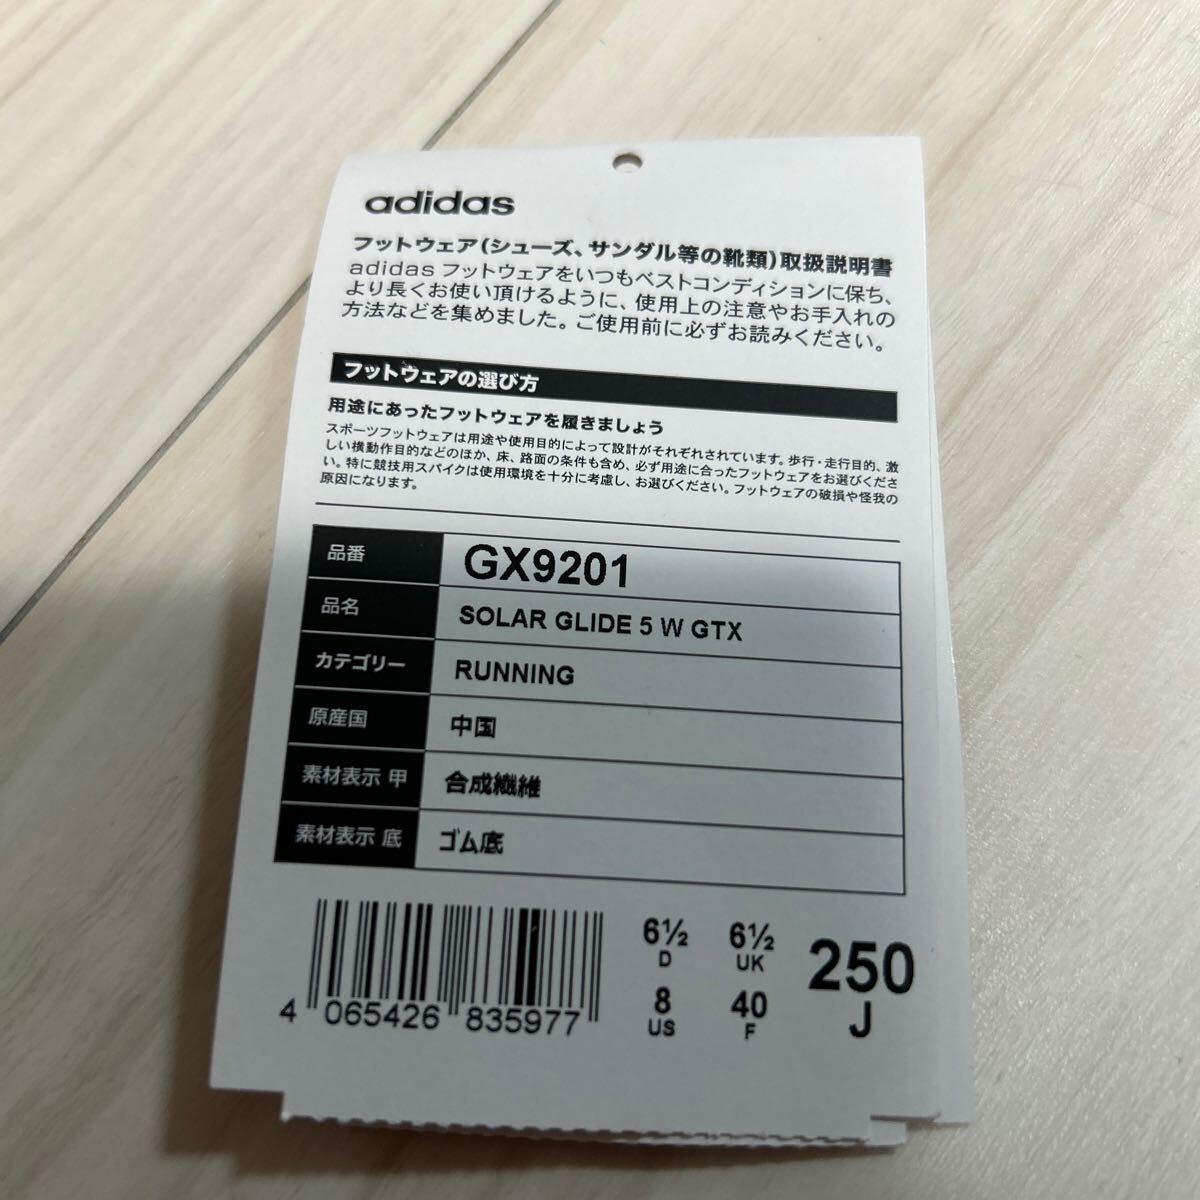 adidas
フットウェア(シューズ、サンダル等の靴類)取扱説明書
adidas フットウェアをいつもベストコンディションに保ち、
より長くお使い頂けるように、使用上の注意やお手入れの
方法などを集めました。ご使用前に必ずお読みください。
フットウェアの選び方
用途にあったフットウェアを履きましょう
スポーツフットウェアは用途や使用目的によって設計がそれぞれされています。歩行・走行目的、激
しい横動作目的などのほか、床、路面の条件も含め、必ず用途に合ったフットウェアをお選びくださ
い。特に競技用スパイクは使用環境を十分に考慮し、お選びください。フットウェアの破損や怪我の
原因になります。
品番 GX9201
品名 SOLAR GLIDE 5 W GTX
カテゴリー RUNNING
原産国 中国
素材表示 甲 合成繊維
素材表示 底 ゴム底
6½ 6½ 250
D UK J
8 40
US F
4 065426 835977